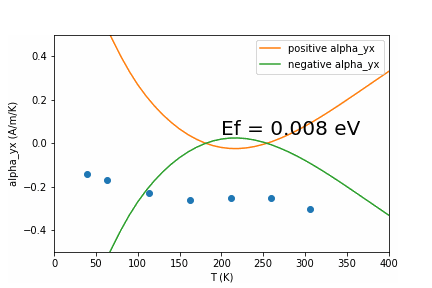 0.4
0.2
0.0
−0.2
−0.4
alpha_yx (A/m/K)
positive alpha_yx
negative alpha_yx
Ef = 0.008 eV
0 50 100 150 200 250 300 350 400
T (K)